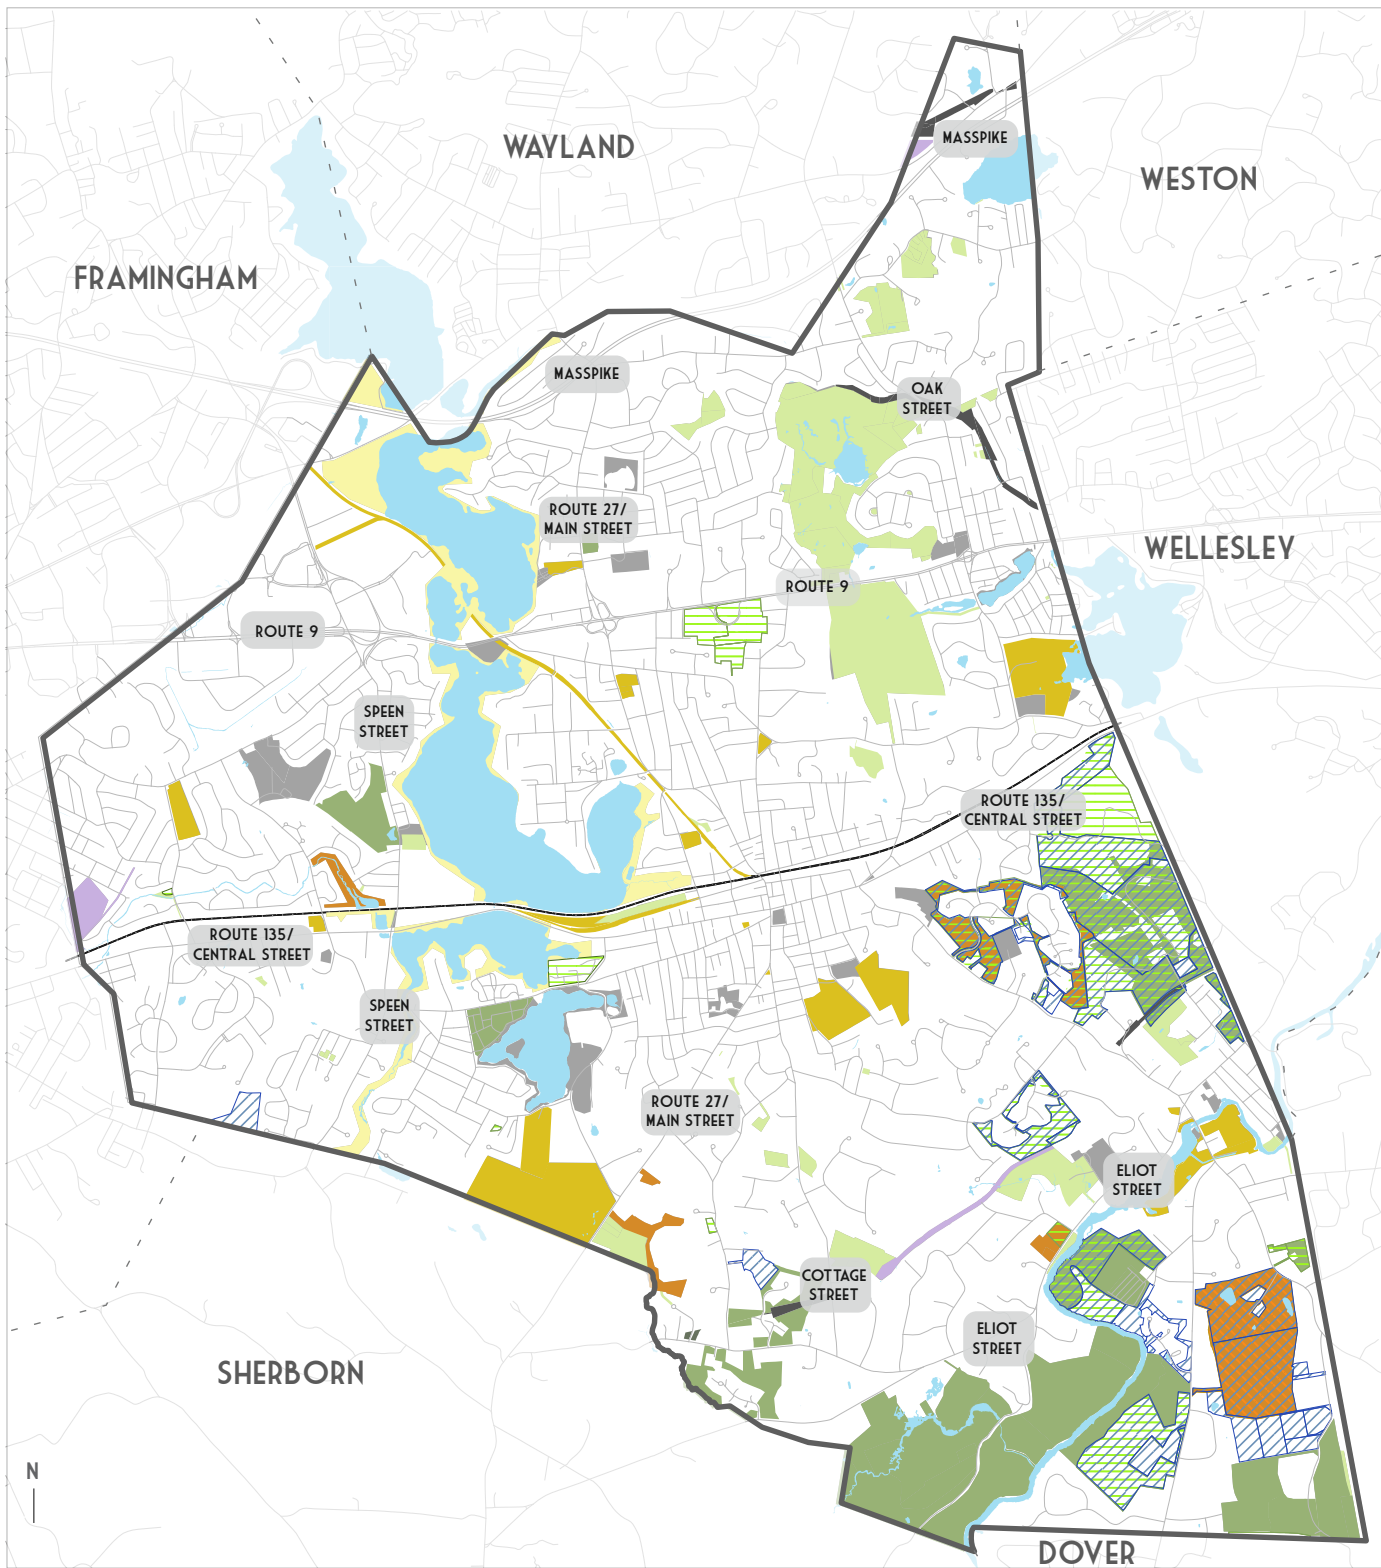 WAYLAND
MASSPIKE
WESTON
FRAMINGHAM
MASSPIKE
OAK
STREET
ROUTE 27/
MAIN STREET
WELLESLEY
ROUTE 9
ROUTE 9
SPEEN
STREET
ROUTE 135/
CENTRAL STREET
ROUTE 135/
CENTRAL STREET
SPEEN
STREET
ROUTE 27/
MAIN STREET
ELIOT
STREET
COTTAGE
STREET
ELIOT
STREET
SHERBORN
N
DOVER